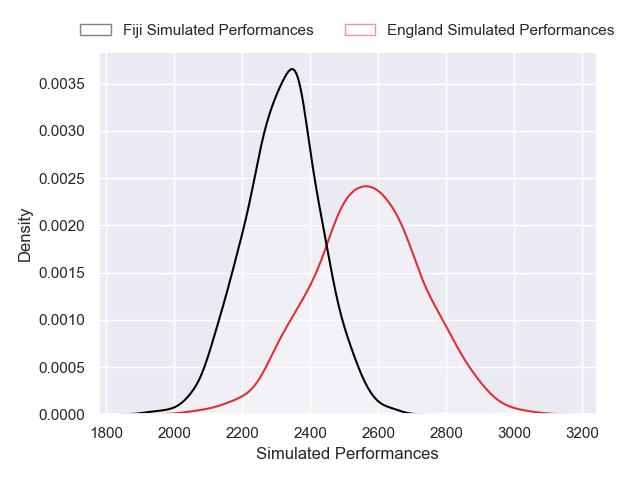 Fiji Simulated Performances
England Simulated Performances
0.0035
0.0030
0.0025
0.0020
0.0015
0.0010
0.0005
0.0000
Density
1800 2000 2200 2400 2600 2800 3000 3200
Simulated Performances